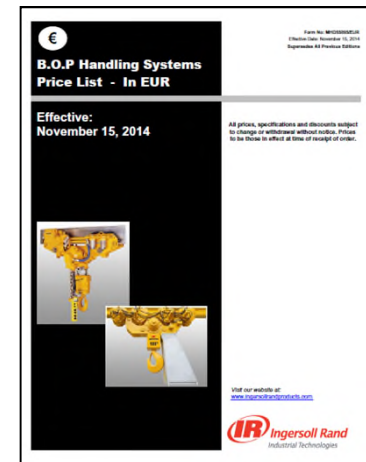 €
Form No: MHD56063/EUR
Effective Date: November 15, 2014
Supersedes All Previous Editions
B.O.P Handling Systems
Price List - In EUR
Effective:
November 15, 2014
All prices, specifications and discounts subject
to change or withdrawal without notice. Prices
to be those in effect at time of receipt of order.
Visit our website at:
www.ingersollrandproducts.com
IR Ingersoll Rand
Industrial Technologies